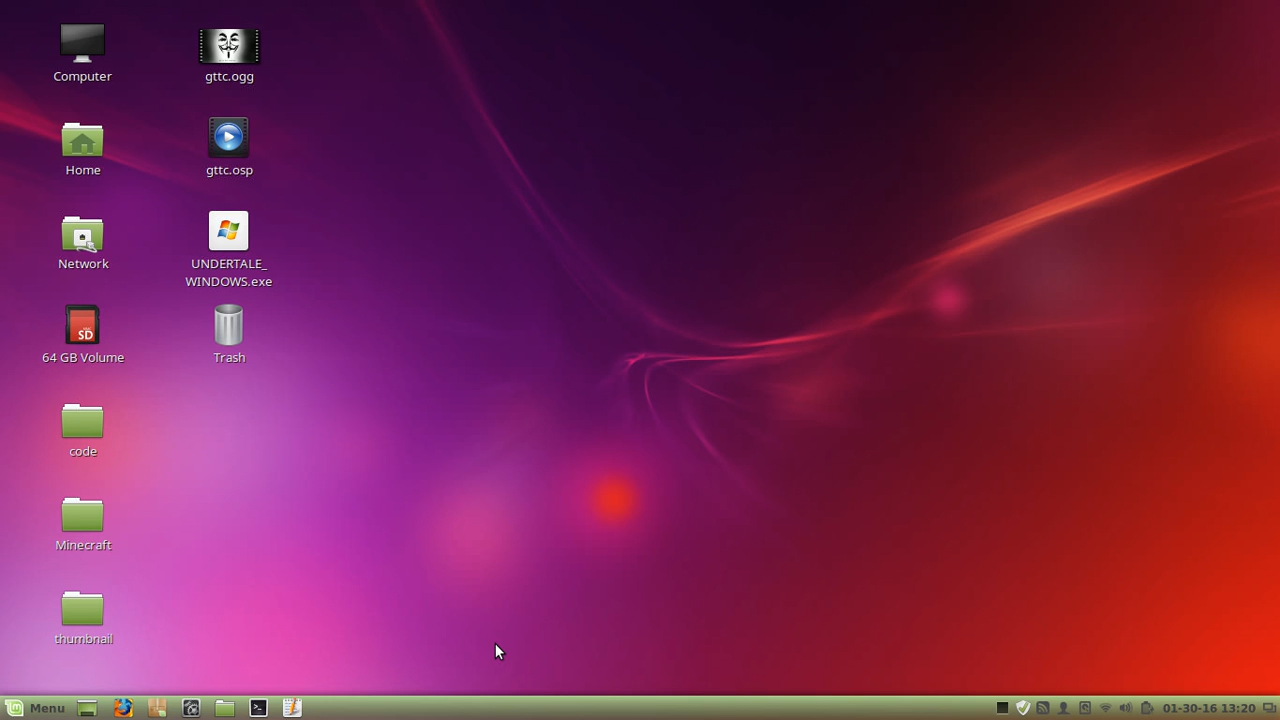 Computer
gttc.ogg
Home
gttc.osp
Network
UNDERTALE_
WINDOWS.exe
SD
64 GB Volume
Trash
code
Minecraft
thumbnail
Menu
01-30-16 13:20